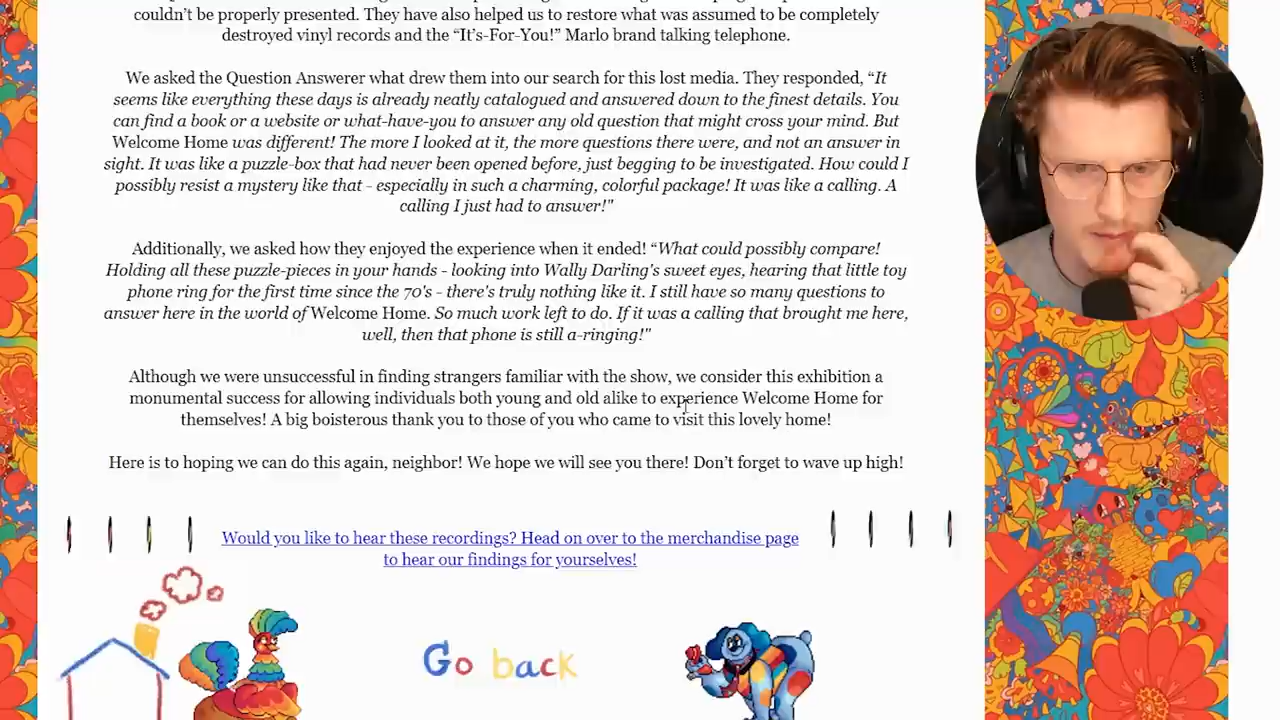 couldn't be properly presented. They have also helped us to restore what was assumed to be completely
destroyed vinyl records and the “It's-For-You!” Marlo brand talking telephone.
We asked the Question Answerer what drew them into our search for this lost media. They responded, “It
seems like everything these days is already neatly catalogued and answered down to the finest details. You
can find a book or a website or what-have-you to answer any old question that might cross your mind. But
Welcome Home was different! The more I looked at it, the more questions there were, and not an answer in
sight. It was like a puzzle-box that had never been opened before, just begging to be investigated. How could I
possibly resist a mystery like that - especially in such a charming, colorful package! It was like a calling. A
calling I just had to answer!"
Additionally, we asked how they enjoyed the experience when it ended! “What could possibly compare!
Holding all these puzzle-pieces in your hands - looking into Wally Darling's sweet eyes, hearing that little toy
phone ring for the first time since the 70's - there's truly nothing like it. I still have so many questions to
answer here in the world of Welcome Home. So much work left to do. If it was a calling that brought me here,
well, then that phone is still a-ringing!"
Although we were unsuccessful in finding strangers familiar with the show, we consider this exhibition a
monumental success for allowing individuals both young and old alike to experience Welcome Home for
themselves! A big boisterous thank you to those of you who came to visit this lovely home!
Here is to hoping we can do this again, neighbor! We hope we will see you there! Don't forget to wave up high!
Would you like to hear these recordings? Head on over to the merchandise page
to hear our findings for yourselves!
Go back